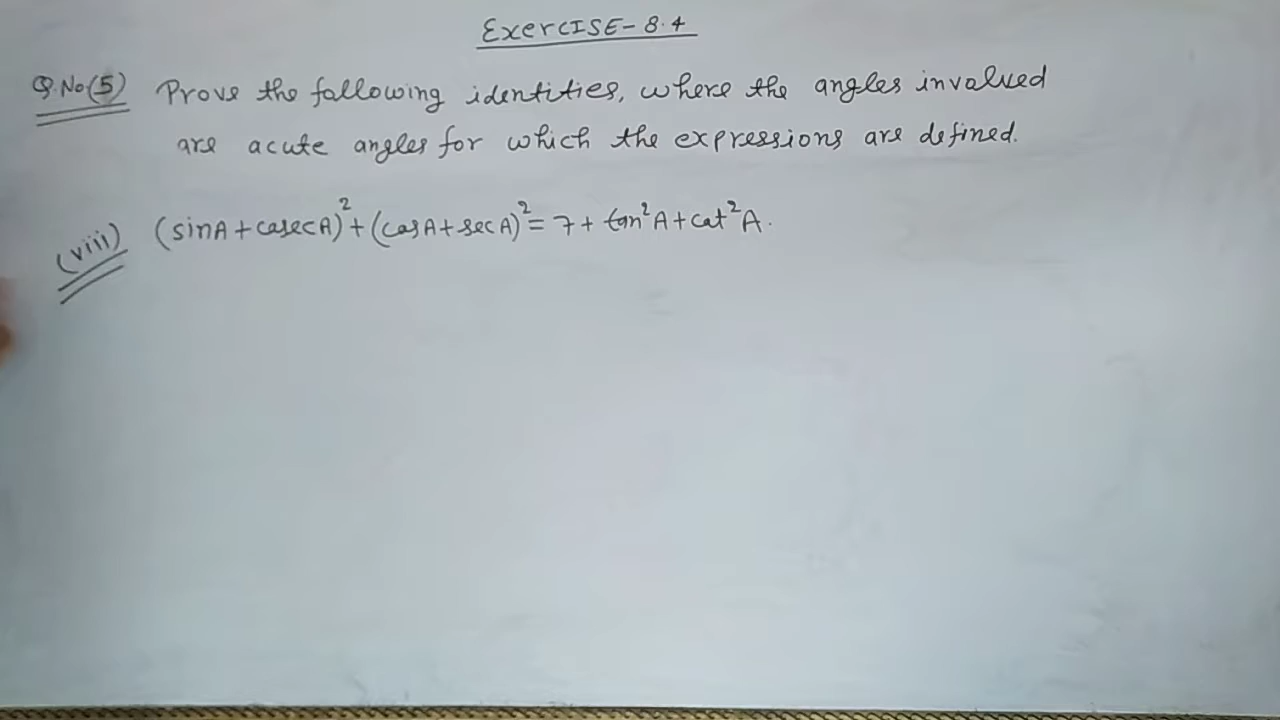 ExercISE-8.4
Q.No(5) Prove the following identities, where the angles involved
are acute angles for which the expressions are defined.
(viii) (sinA+cosecA)²+(cosA+secA)²=7+tan²A+cot²A.